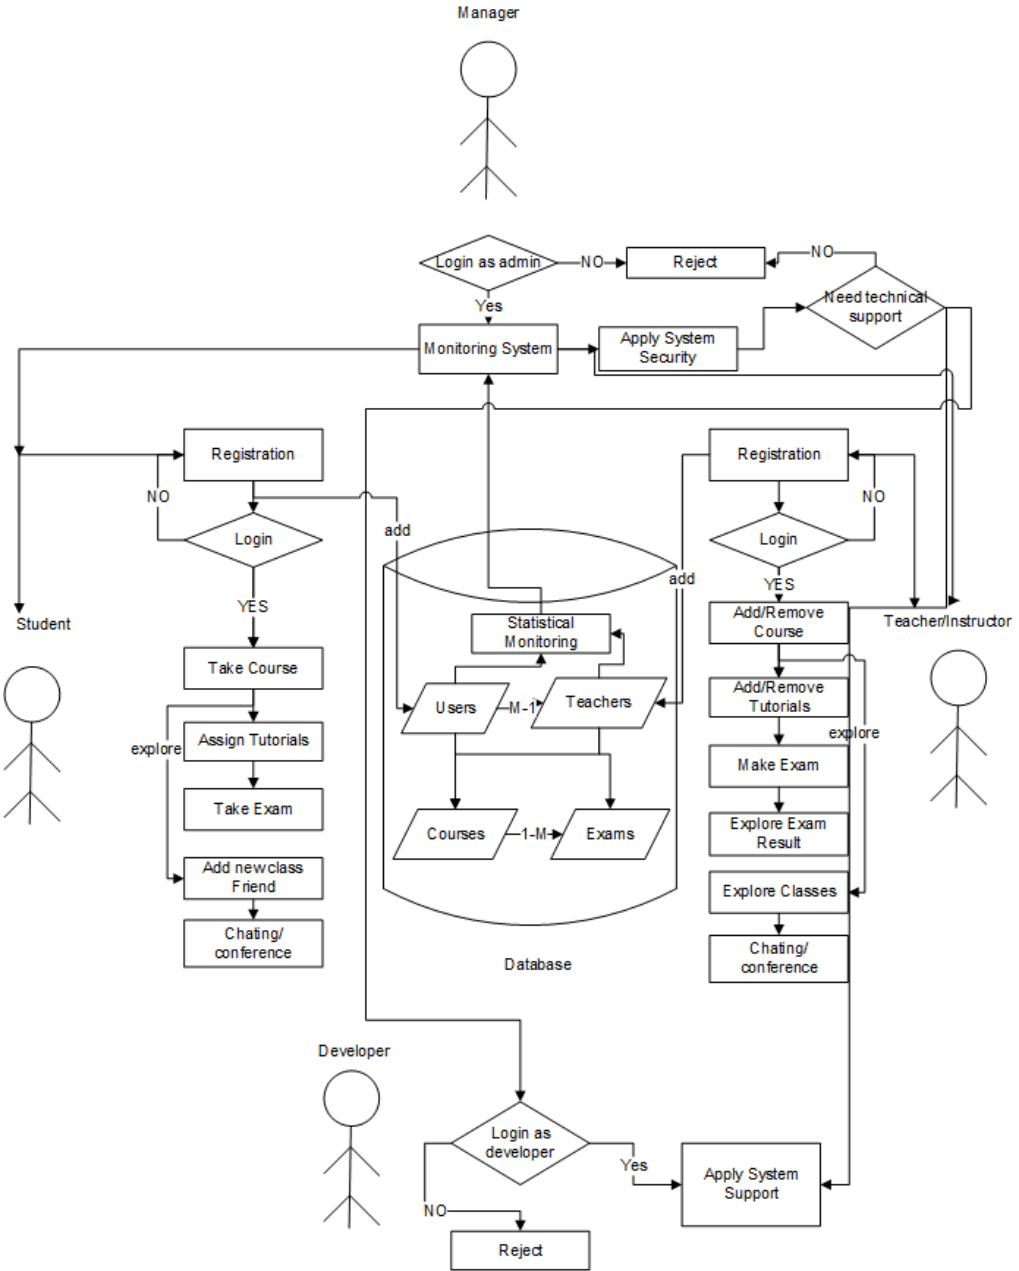 Manager
Login as admin
NO
Reject
NO
Need technical
support
Yes
Monitoring System
Apply System
Security
Registration
Registration
NO
NO
add
Login
Login
add
YES
YES
Student
Statistical
Monitoring
Add/Remove
Course
Teacher/Instructor
Take Course
Users
M-1
Teachers
Add/Remove
Tutorials
explore
Assign Tutorials
explore
Make Exam
Take Exam
Courses
1-M
Exams
Explore Exam
Result
Add newclass
Friend
Explore Classes
Chating/
conference
Chating/
conference
Database
Developer
Login as
developer
Yes
Apply System
Support
NO
Reject